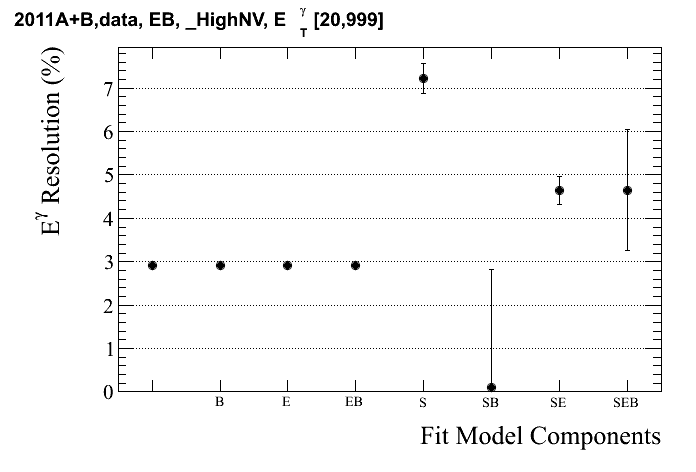 2011A+B,data, EB, _HighNV, E γ T [20,999]
Eγ Resolution (%)
7
6
5
4
3
2
1
0
B E EB S SB SE SEB
Fit Model Components